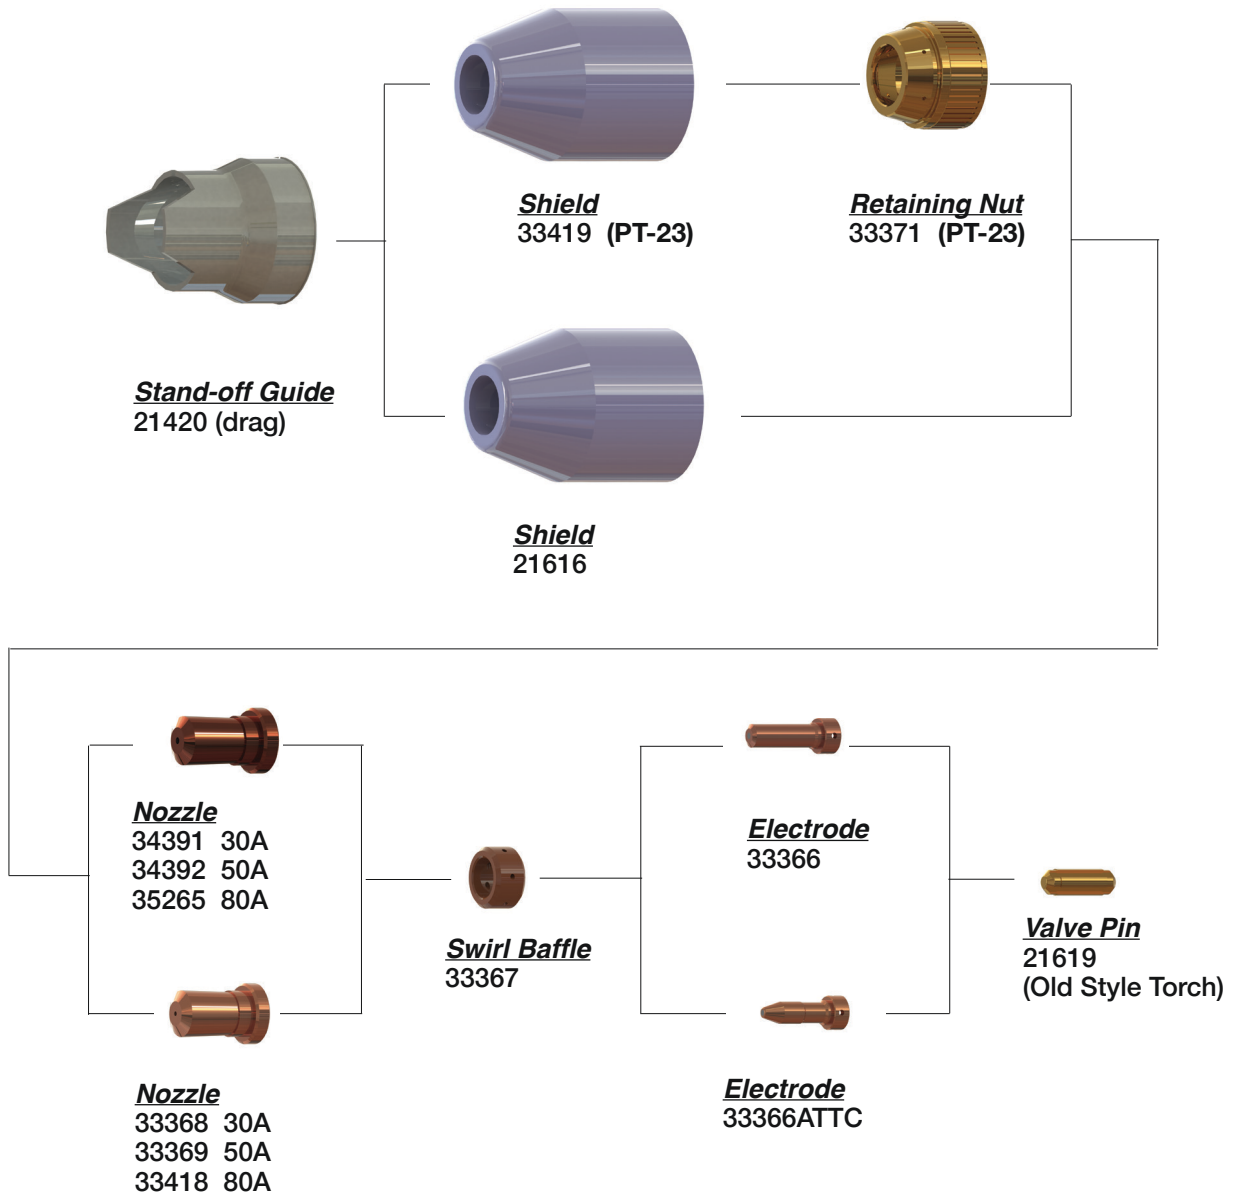 Shield
33419 (PT-23)
Retaining Nut
33371 (PT-23)
Stand-off Guide
21420 (drag)
Shield
21616
Nozzle
34391 30A
34392 50A
35265 80A
Electrode
33366
Swirl Baffle
33367
Valve Pin
21619
(Old Style Torch)
Nozzle
33368 30A
33369 50A
33418 80A
Electrode
33366ATTC